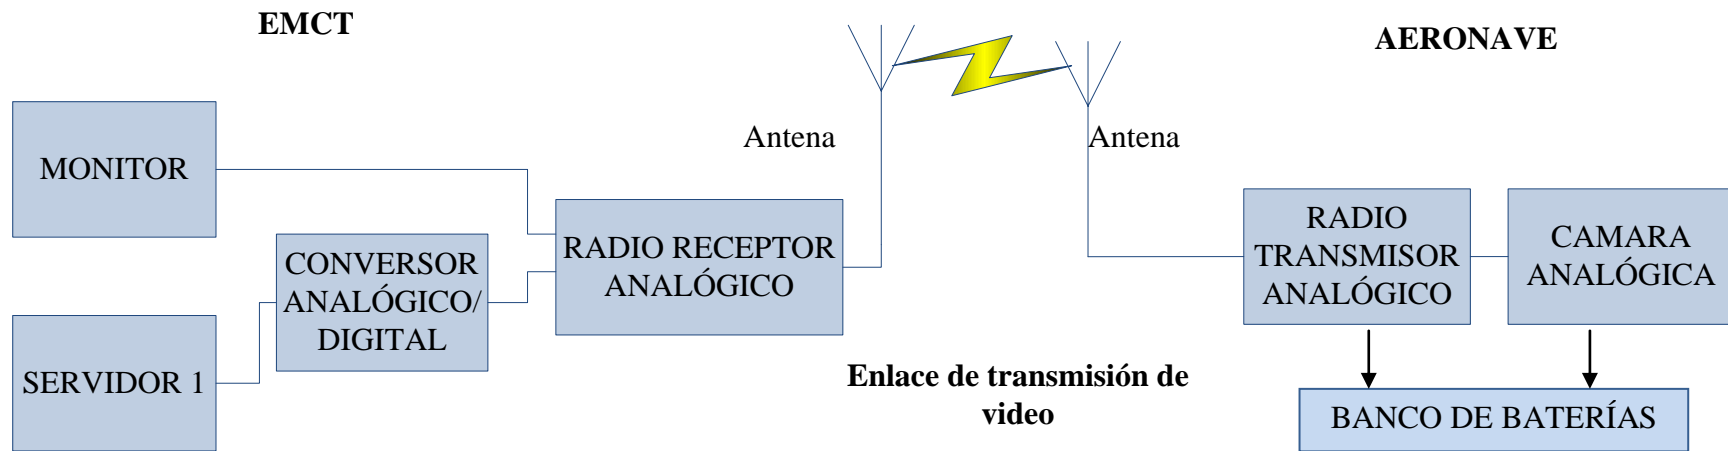 EMCT
AERONAVE
Antena
Antena
MONITOR
RADIO RECEPTOR
ANALÓGICO
CONVERSOR
ANALÓGICO/
DIGITAL
SERVIDOR 1
RADIO
TRANSMISOR
ANALÓGICO
CAMARA
ANALÓGICA
Enlace de transmisión de
video
BANCO DE BATERÍAS